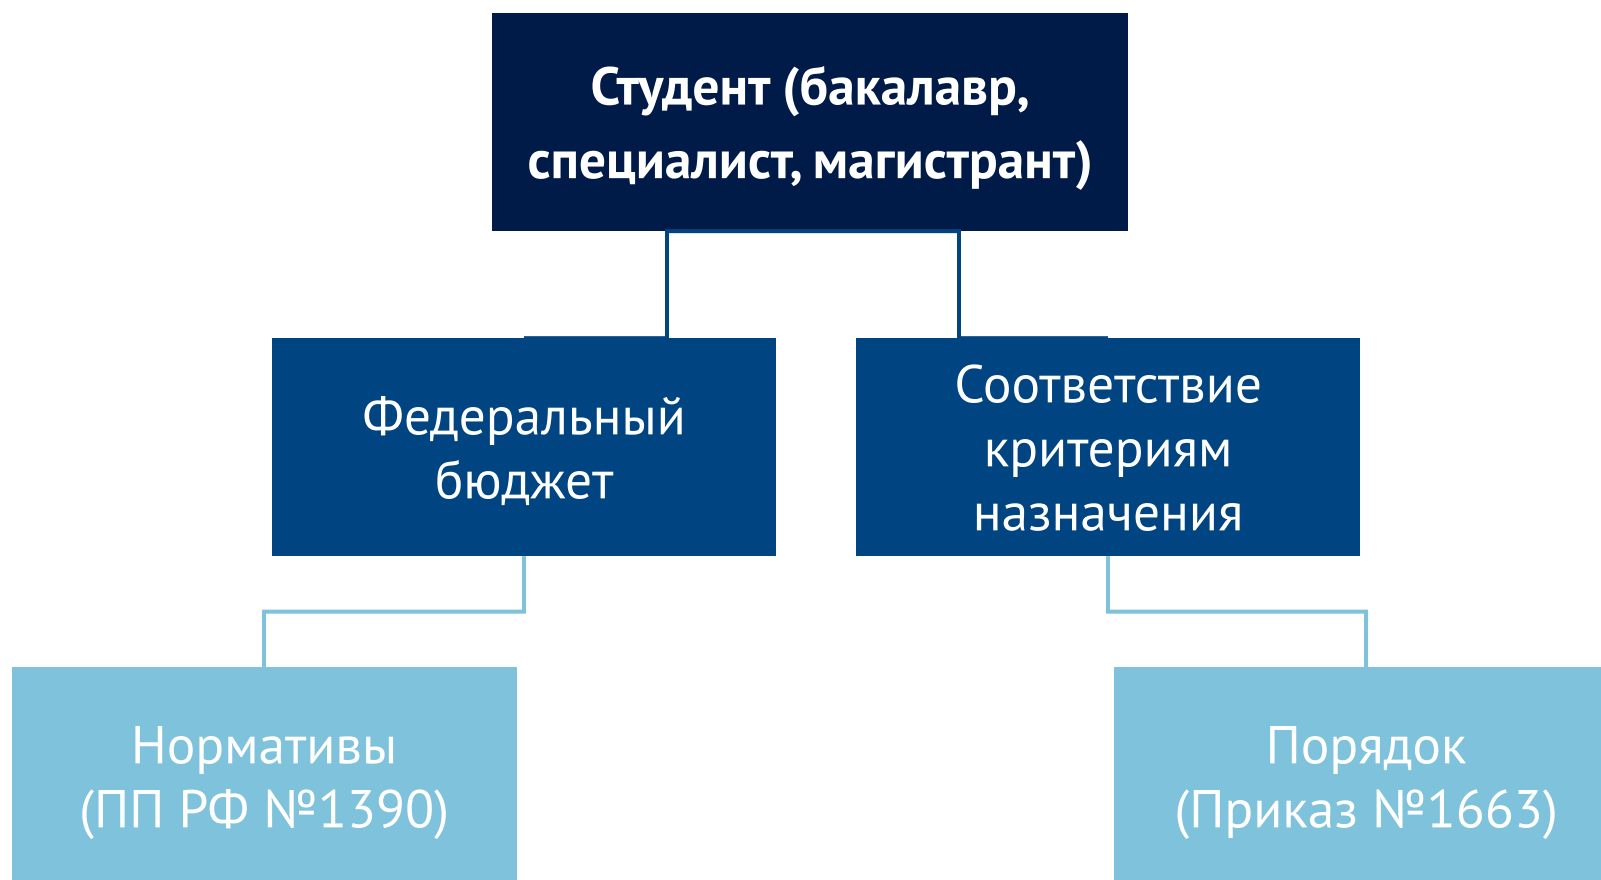 Студент (бакалавр,
специалист, магистрант)
Федеральный
бюджет
Соответствие
критериям
назначения
Нормативы
(ПП РФ №1390)
Порядок
(Приказ №1663)